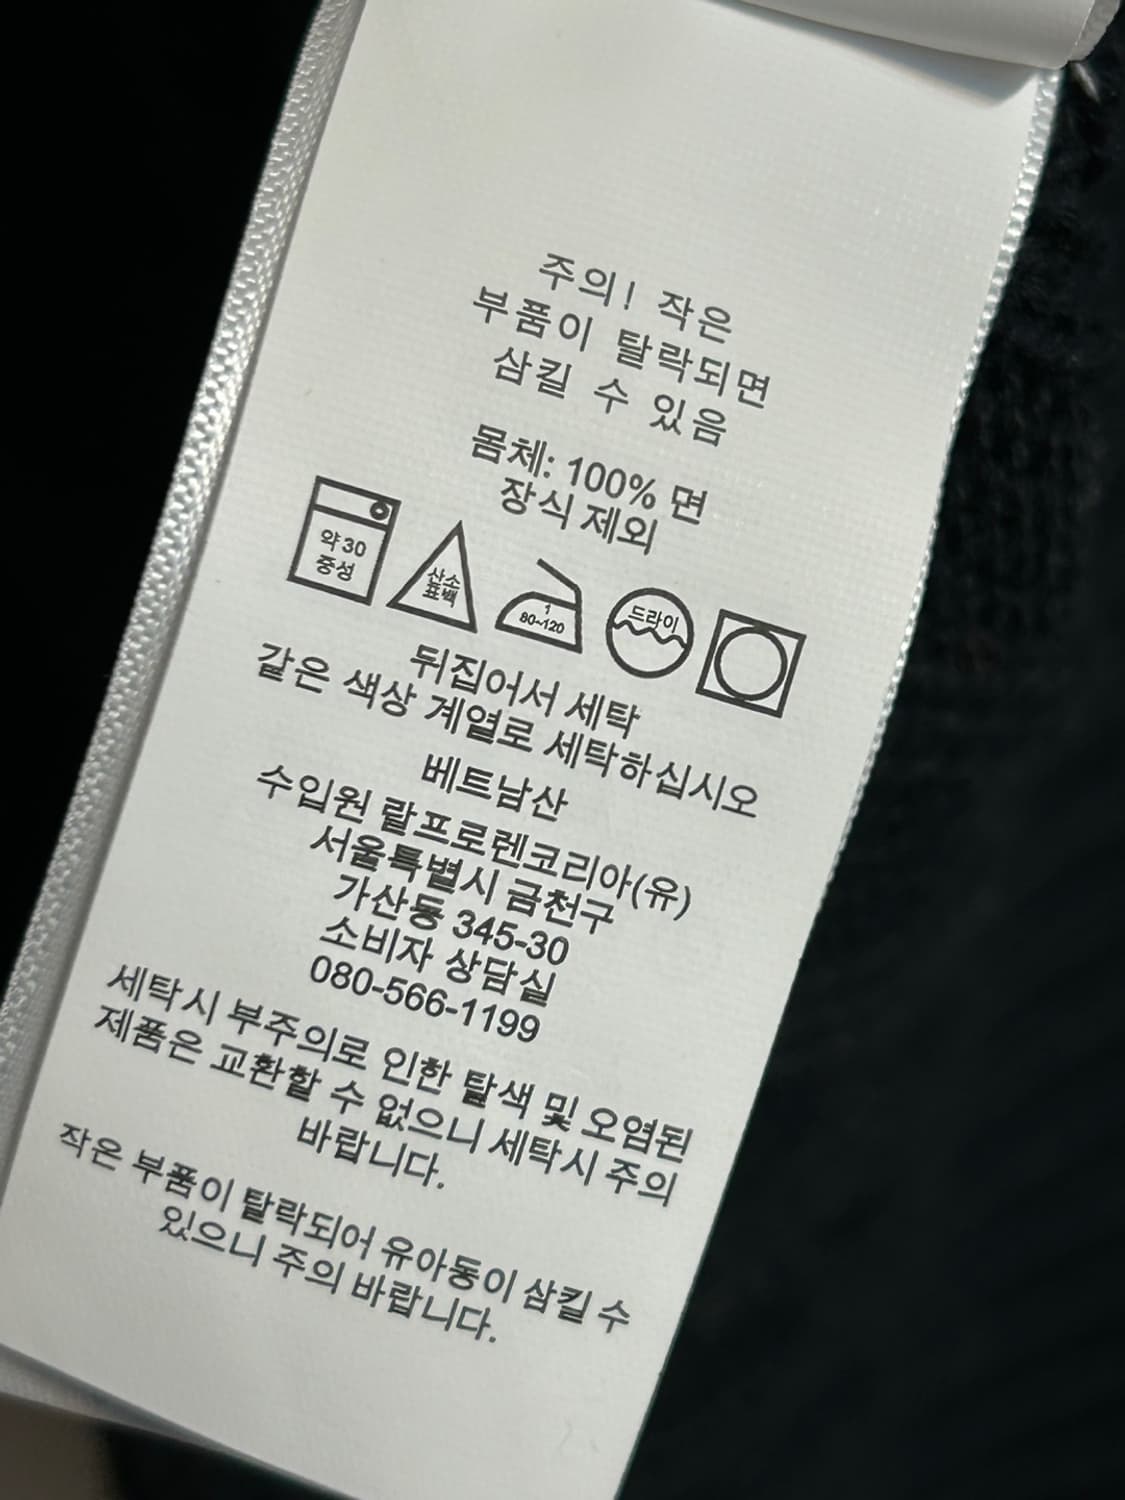 주의! 작은
부품이 탈락되면
삼킬 수 있음
몸체: 100% 면
장식 제외
약 30
중성
산소
표백
1
80~120
드라이
뒤집어서 세탁
같은 색상 계열로 세탁하십시오
베트남산
수입원 랄프로렌코리아(유)
서울특별시 금천구
가산동 345-30
소비자 상담실
080-566-1199
세탁시 부주의로 인한 탈색 및 오염된
제품은 교환할 수 없으니 세탁시 주의
바랍니다.
작은 부품이 탈락되어 유아동이 삼킬 수
있으니 주의 바랍니다.